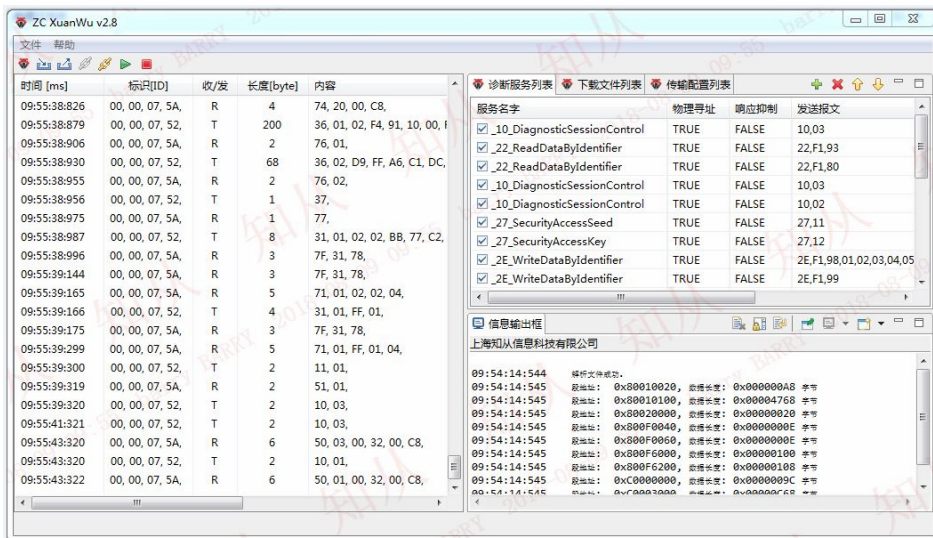 ZC XuanWu v2.8
文件 帮助
时间 [ms] 标识[ID] 收/发 长度[byte] 内容
09:55:38:826 00, 00, 07, 5A, R 4 74, 20, 00, C8,
09:55:38:879 00, 00, 07, 52, T 200 36, 01, 02, F4, 91, 10, 00,
09:55:38:906 00, 00, 07, 5A, R 2 76, 01,
09:55:38:930 00, 00, 07, 52, T 68 36, 02, D9, FF, A6, C1, DC,
09:55:38:955 00, 00, 07, 5A, R 2 76, 02,
09:55:38:956 00, 00, 07, 52, T 1 37,
09:55:38:975 00, 00, 07, 5A, R 1 77,
09:55:38:987 00, 00, 07, 52, T 8 31, 01, 02, 02, BB, 77, C2,
09:55:38:996 00, 00, 07, 5A, R 3 7F, 31, 78,
09:55:39:144 00, 00, 07, 5A, R 3 7F, 31, 78,
09:55:39:165 00, 00, 07, 5A, R 5 71, 01, 02, 02, 04,
09:55:39:166 00, 00, 07, 52, T 4 31, 01, FF, 01,
09:55:39:175 00, 00, 07, 5A, R 3 7F, 31, 78,
09:55:39:299 00, 00, 07, 5A, R 5 71, 01, FF, 01, 04,
09:55:39:300 00, 00, 07, 52, T 2 11, 01,
09:55:39:319 00, 00, 07, 5A, R 2 51, 01,
09:55:39:320 00, 00, 07, 52, T 2 10, 03,
09:55:41:321 00, 00, 07, 52, T 2 10, 03,
09:55:43:320 00, 00, 07, 5A, R 6 50, 03, 00, 32, 00, C8,
09:55:43:320 00, 00, 07, 52, T 2 10, 01,
09:55:43:322 00, 00, 07, 5A, R 6 50, 01, 00, 32, 00, C8,
诊断服务列表 下载文件列表 传输配置列表
服务名字 物理寻址 响应抑制 发送报文
_10_DiagnosticSessionControl TRUE FALSE 10,03
_22_ReadDataByIdentifier TRUE FALSE 22,F1,93
_22_ReadDataByIdentifier TRUE FALSE 22,F1,80
_10_DiagnosticSessionControl TRUE FALSE 10,03
_10_DiagnosticSessionControl TRUE FALSE 10,02
_27_SecurityAccessSeed TRUE FALSE 27,11
_27_SecurityAccessKey TRUE FALSE 27,12
_2E_WriteDataByIdentifier TRUE FALSE 2E,F1,98,01,02,03,04,05
_2E_WriteDataByIdentifier TRUE FALSE 2E,F1,99
信息输出框
上海知从信息科技有限公司
09:54:14:544 解析文件成功.
09:54:14:545 段地址: 0x80010020, 数据长度: 0x000000A8 字节
09:54:14:545 段地址: 0x80010100, 数据长度: 0x00004768 字节
09:54:14:545 段地址: 0x80020000, 数据长度: 0x00000020 字节
09:54:14:545 段地址: 0x800F0040, 数据长度: 0x0000000E 字节
09:54:14:545 段地址: 0x800F0060, 数据长度: 0x0000000E 字节
09:54:14:545 段地址: 0x800F6000, 数据长度: 0x00000100 字节
09:54:14:545 段地址: 0x800F6200, 数据长度: 0x00000108 字节
09:54:14:545 段地址: 0xC0000000, 数据长度: 0x0000009C 字节
09:54:14:545 段地址: 0xC0003000, 数据长度: 0x00000C68 字节
知从